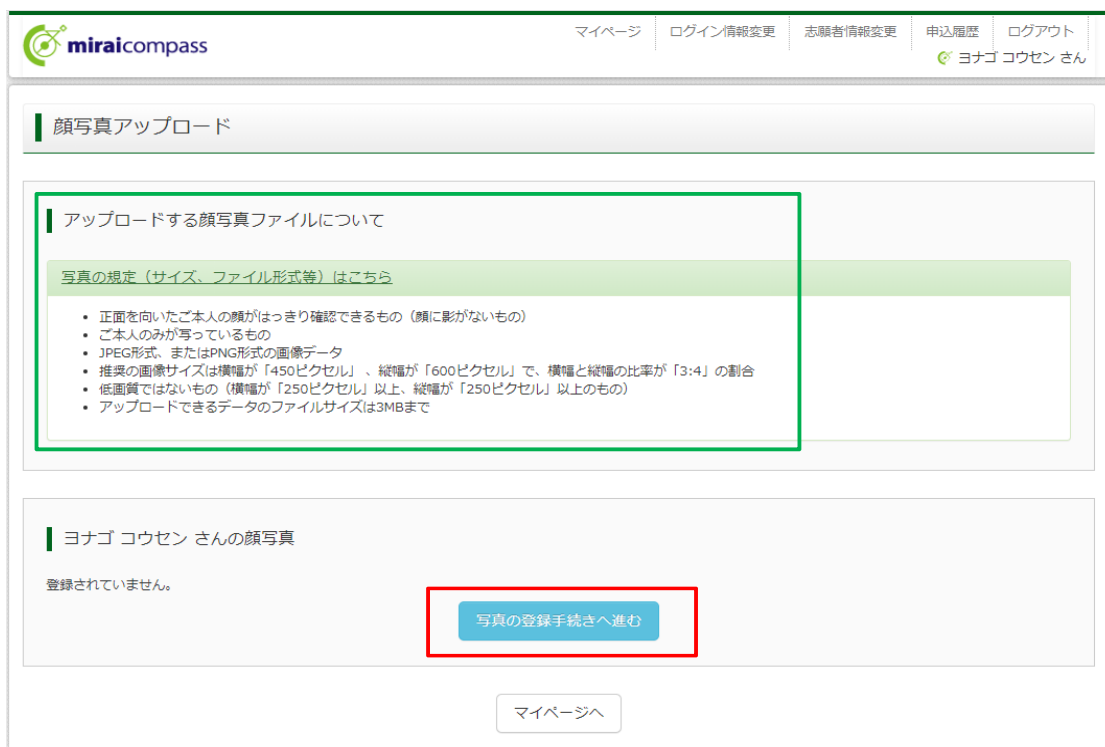 miraicompass
マイページ ログイン情報変更 志願者情報変更 申込履歴 ログアウト
ヨナゴ コウセン さん
顔写真アップロード
アップロードする顔写真ファイルについて
写真の規定（サイズ、ファイル形式等）はこちら
• 正面を向いたご本人の顔がはっきり確認できるもの（顔に影がないもの）
• ご本人のみが写っているもの
• JPEG形式、またはPNG形式の画像データ
• 推奨の画像サイズは横幅が「450ピクセル」 、縦幅が「600ピクセル」で、横幅と縦幅の比率が「3:4」の割合
• 低画質ではないもの（横幅が「250ピクセル」以上、縦幅が「250ピクセル」以上のもの）
• アップロードできるデータのファイルサイズは3MBまで
ヨナゴ コウセン さんの顔写真
登録されていません。
写真の登録手続きへ進む
マイページへ